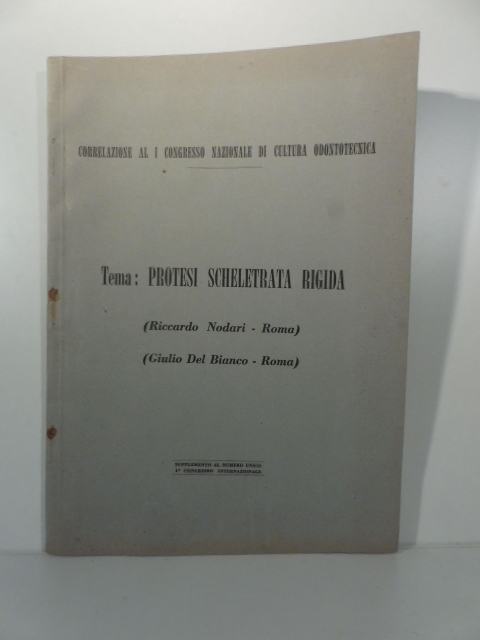 CORRELAZIONE AL I CONGRESSO NAZIONALE DI CULTURA ODONTOTECNICA
Tema: PROTESI SCHELETRATA RIGIDA
(Riccardo Nodari - Roma)
(Giulio Del Bianco - Roma)
SUPPLEMENTO AL NUMERO UNICO
1° CONGRESSO INTERNAZIONALE